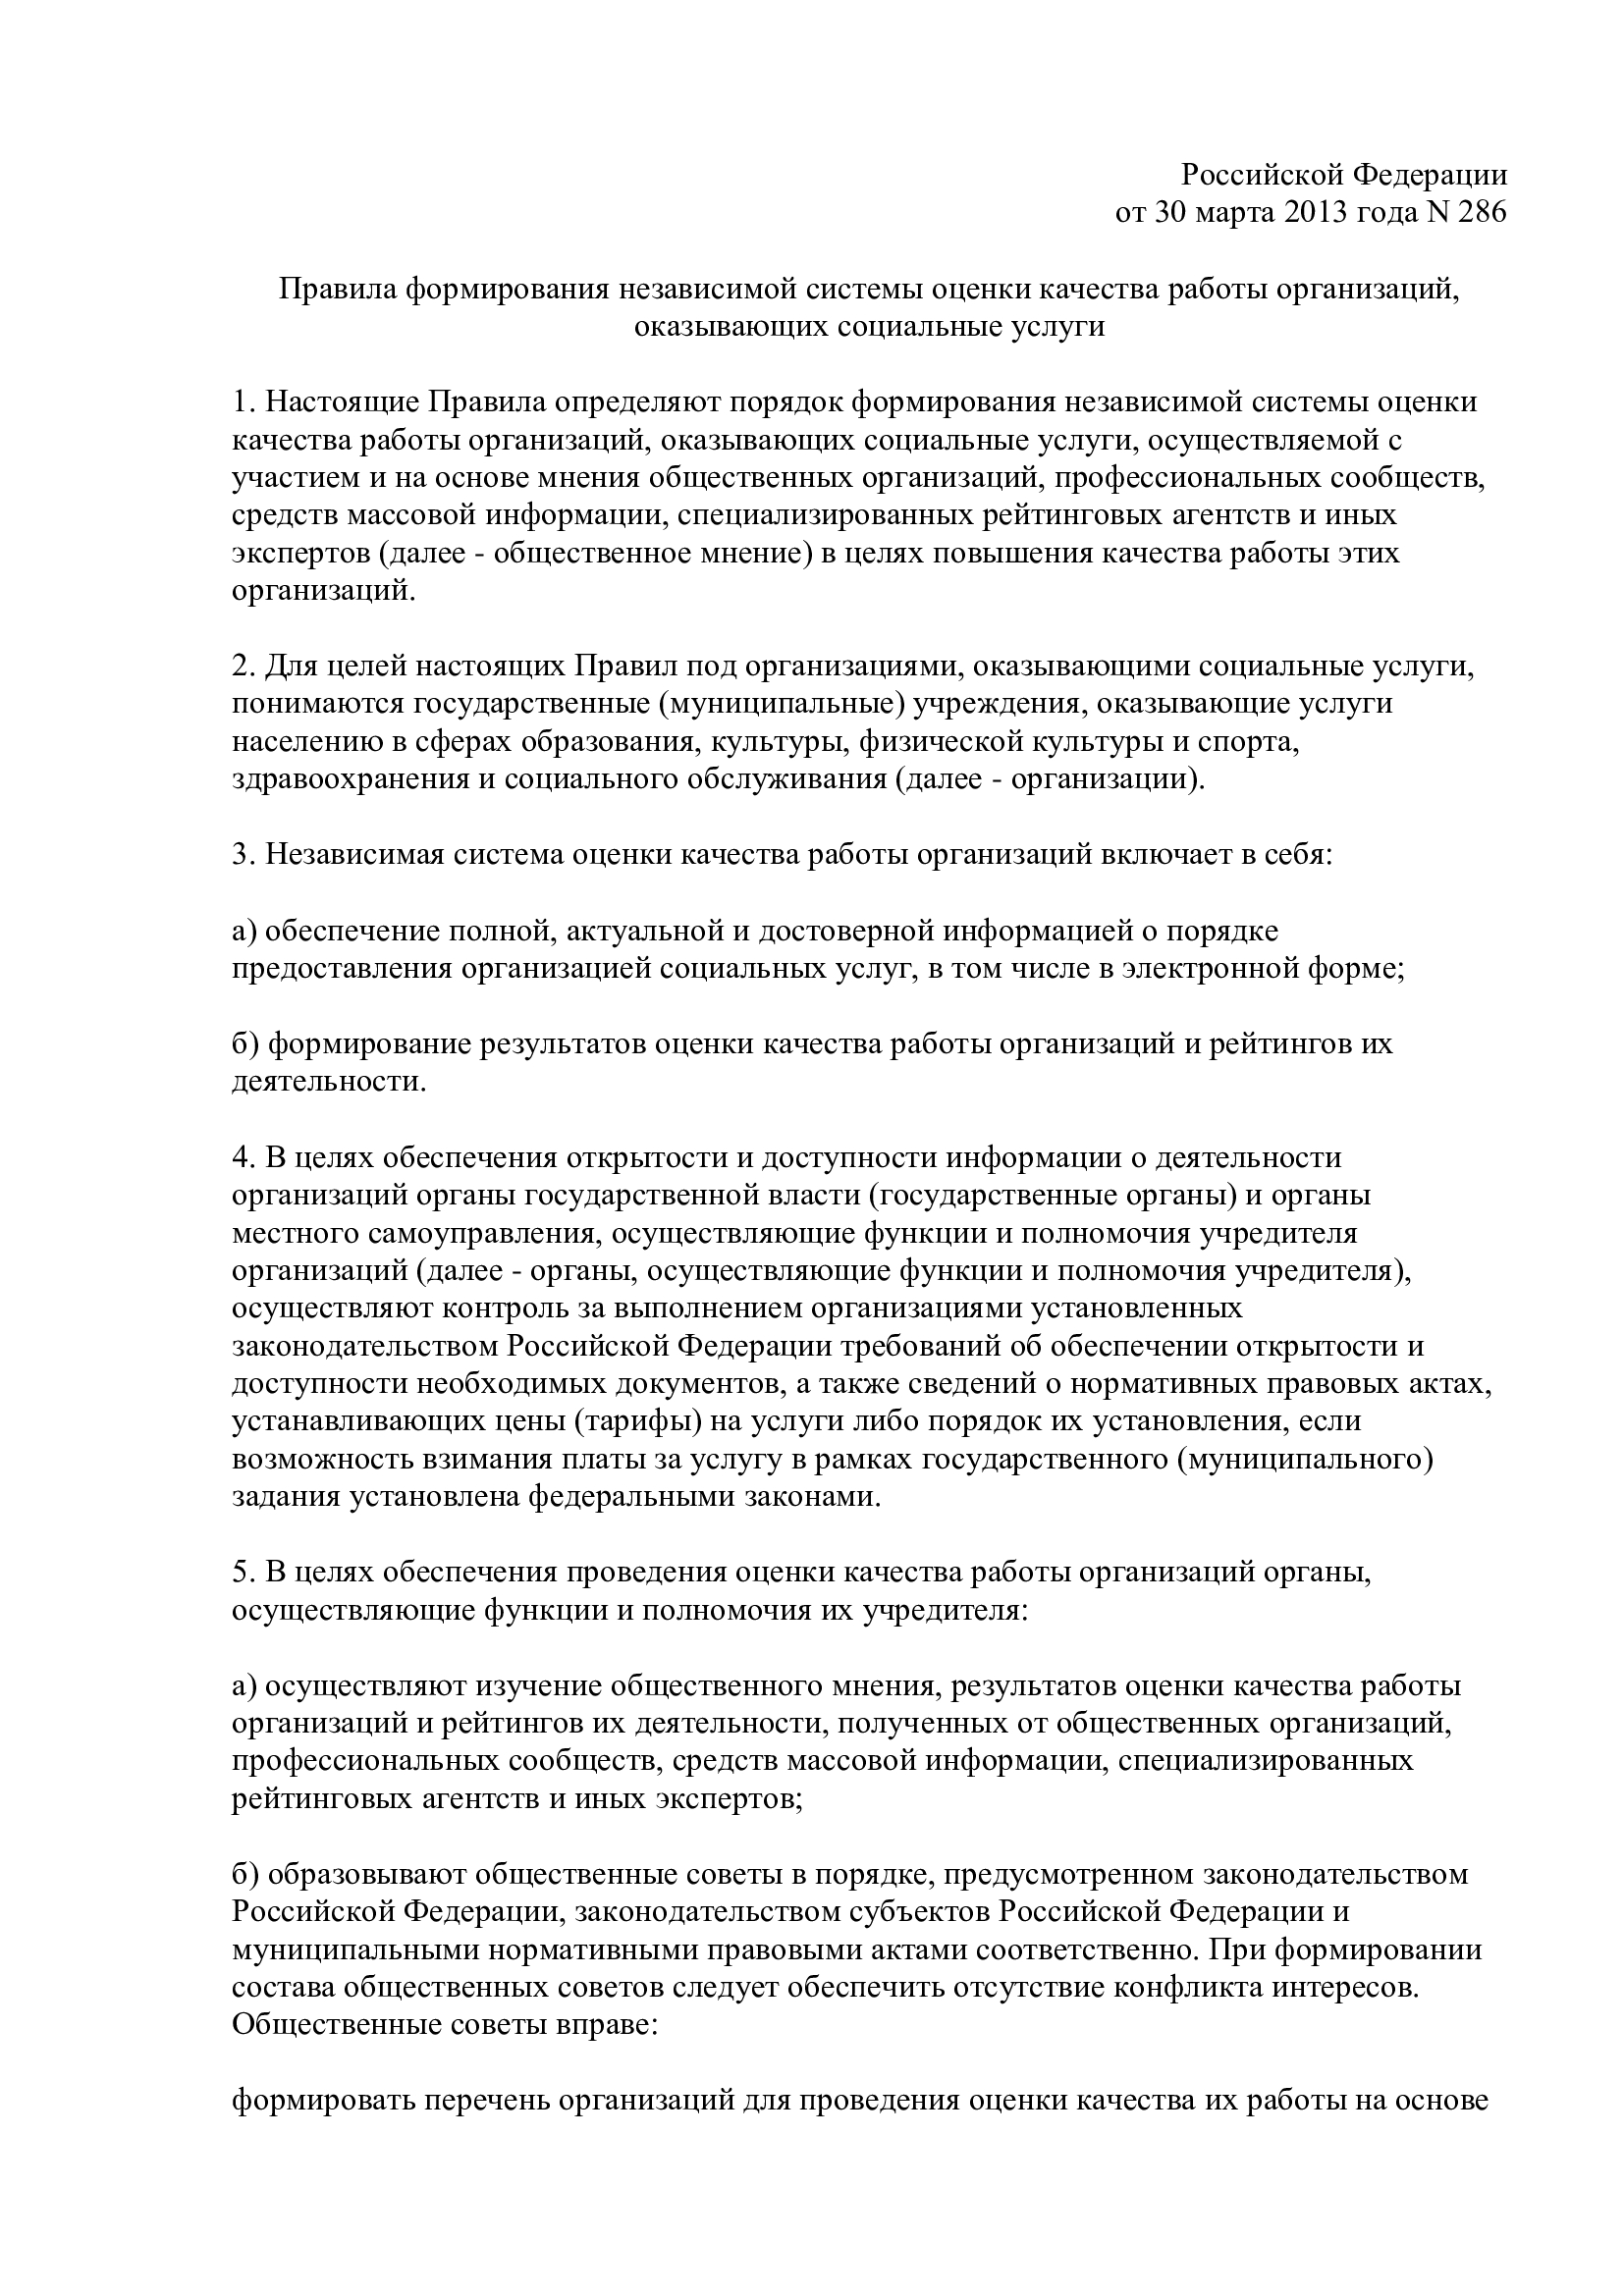 Российской Федерации
от 30 марта 2013 года N 286
Правила формирования независимой системы оценки качества работы организаций,
оказывающих социальные услуги
1. Настоящие Правила определяют порядок формирования независимой системы оценки
качества работы организаций, оказывающих социальные услуги, осуществляемой с
участием и на основе мнения общественных организаций, профессиональных сообществ,
средств массовой информации, специализированных рейтинговых агентств и иных
экспертов (далее - общественное мнение) в целях повышения качества работы этих
организаций.
2. Для целей настоящих Правил под организациями, оказывающими социальные услуги,
понимаются государственные (муниципальные) учреждения, оказывающие услуги
населению в сферах образования, культуры, физической культуры и спорта,
здравоохранения и социального обслуживания (далее - организации).
3. Независимая система оценки качества работы организаций включает в себя:
а) обеспечение полной, актуальной и достоверной информацией о порядке
предоставления организацией социальных услуг, в том числе в электронной форме;
б) формирование результатов оценки качества работы организаций и рейтингов их
деятельности.
4. В целях обеспечения открытости и доступности информации о деятельности
организаций органы государственной власти (государственные органы) и органы
местного самоуправления, осуществляющие функции и полномочия учредителя
организаций (далее - органы, осуществляющие функции и полномочия учредителя),
осуществляют контроль за выполнением организациями установленных
законодательством Российской Федерации требований об обеспечении открытости и
доступности необходимых документов, а также сведений о нормативных правовых актах,
устанавливающих цены (тарифы) на услуги либо порядок их установления, если
возможность взимания платы за услугу в рамках государственного (муниципального)
задания установлена федеральными законами.
5. В целях обеспечения проведения оценки качества работы организаций органы,
осуществляющие функции и полномочия их учредителя:
а) осуществляют изучение общественного мнения, результатов оценки качества работы
организаций и рейтингов их деятельности, полученных от общественных организаций,
профессиональных сообществ, средств массовой информации, специализированных
рейтинговых агентств и иных экспертов;
б) образовывают общественные советы в порядке, предусмотренном законодательством
Российской Федерации, законодательством субъектов Российской Федерации и
муниципальными нормативными правовыми актами соответственно. При формировании
состава общественных советов следует обеспечить отсутствие конфликта интересов.
Общественные советы вправе:
формировать перечень организаций для проведения оценки качества их работы на основе